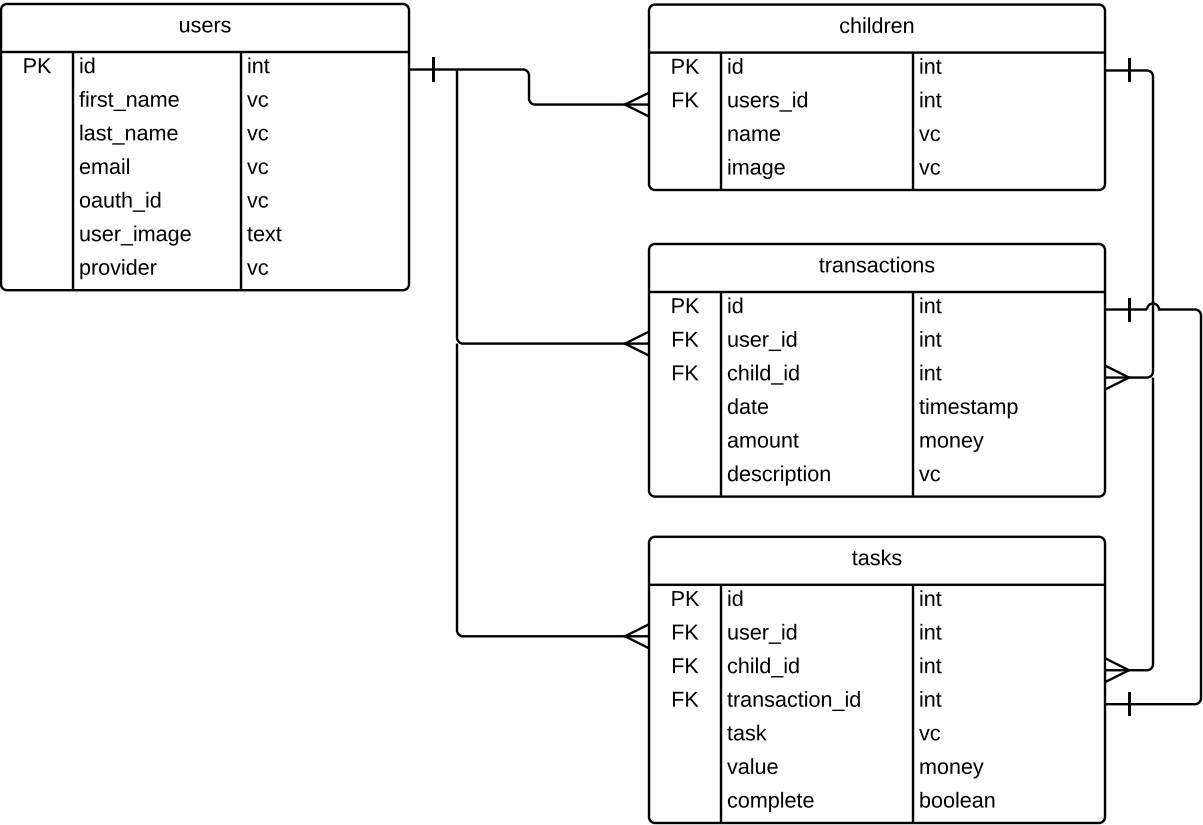 users
PK id int
first_name vc
last_name vc
email vc
oauth_id vc
user_image text
provider vc
children
PK id int
FK users_id int
name vc
image vc
transactions
PK id int
FK user_id int
FK child_id int
date timestamp
amount money
description vc
tasks
PK id int
FK user_id int
FK child_id int
FK transaction_id int
task vc
value money
complete boolean